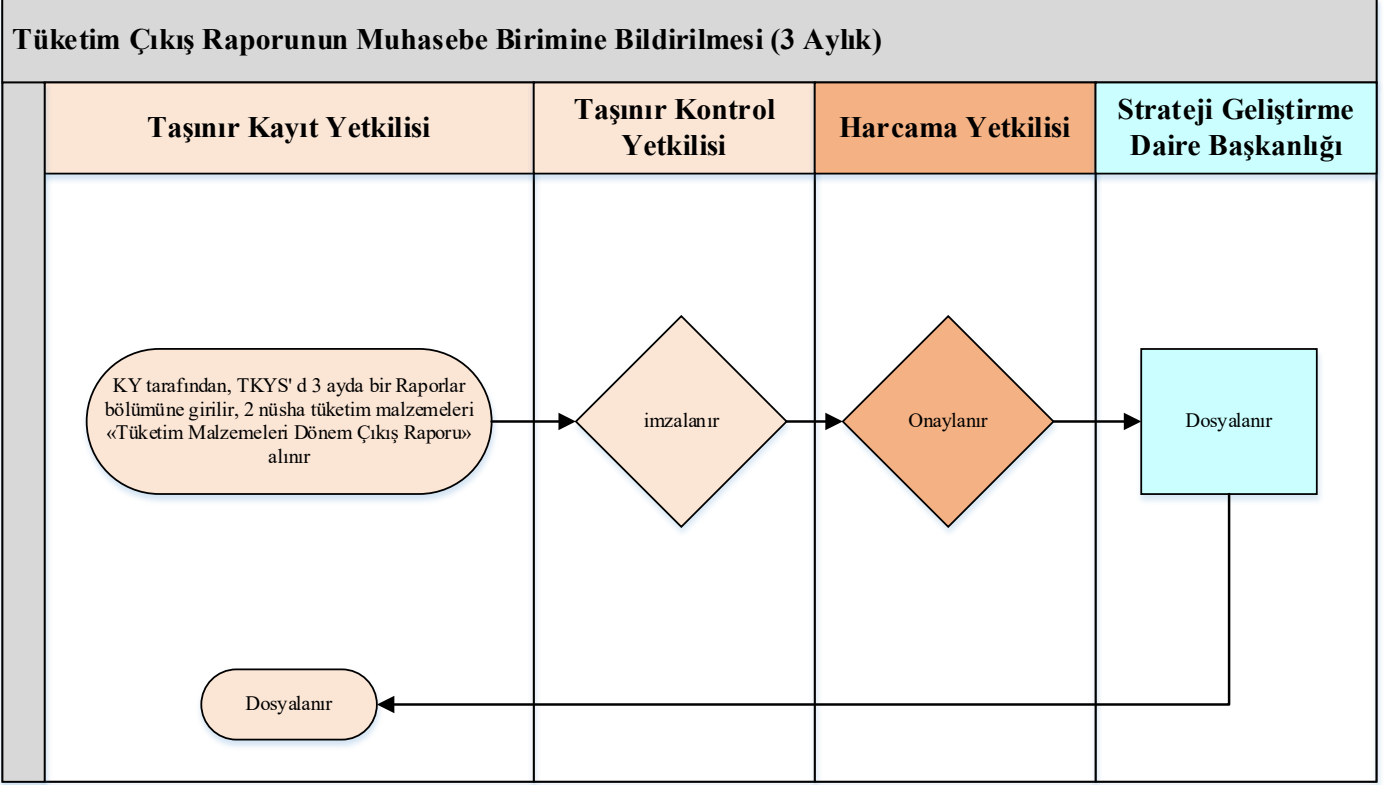 Tüketim Çıkış Raporunun Muhasebe Birimine Bildirilmesi (3 Aylık)
Taşınır Kayıt Yetkilisi
Taşınır Kontrol
Yetkilisi
Harcama Yetkilisi
Strateji Geliştirme
Daire Başkanlığı
KY tarafından, TKYS' d 3 ayda bir Raporlar
bölümüne girilir, 2 nüsha tüketim malzemeleri
«Tüketim Malzemeleri Dönem Çıkış Raporu»
alınır
imzalanır
Onaylanır
Dosyalanır
Dosyalanır